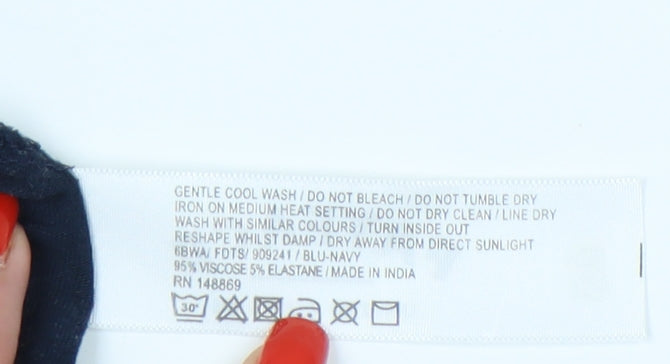 GENTLE COOL WASH / DO NOT BLEACH / DO NOT TUMBLE DRY
IRON ON MEDIUM HEAT SETTING / DO NOT DRY CLEAN / LINE DRY
WASH WITH SIMILAR COLOURS / TURN INSIDE OUT
RESHAPE WHILST DAMP / DRY AWAY FROM DIRECT SUNLIGHT
6BWA/ FDTS/ 909241 / BLU-NAVY
95% VISCOSE 5% ELASTANE / MADE IN INDIA
RN 148869
30°